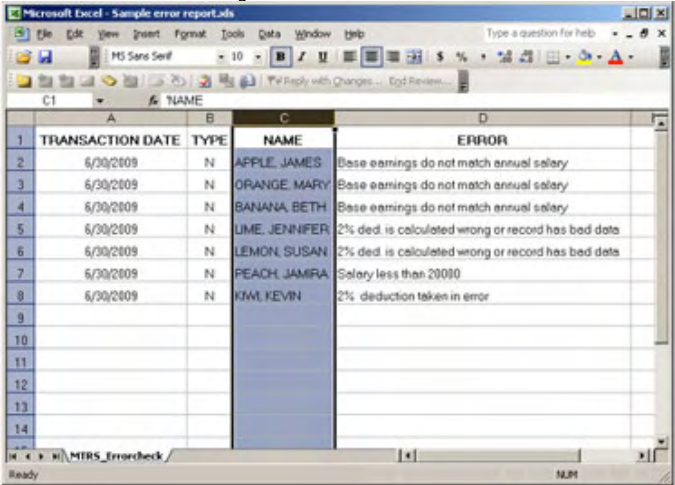 Microsoft Excel - Sample error report.xls
File Edit View Insert Format Tools Data Window Help Type a question for help
MS Sans Serif 10 B I U $ % ,
Reply with Changes... End Review...
C1 fx 'NAME
A B C D
1 TRANSACTION DATE TYPE NAME ERROR
2 6/30/2009 N APPLE, JAMES Base earnings do not match annual salary
3 6/30/2009 N ORANGE, MARY Base earnings do not match annual salary
4 6/30/2009 N BANANA, BETH Base earnings do not match annual salary
5 6/30/2009 N LIME, JENNIFER 2% ded. is calculated wrong or record has bad data
6 6/30/2009 N LEMON, SUSAN 2% ded. is calculated wrong or record has bad data
7 6/30/2009 N PEACH, JAMIRA Salary less than 20000
8 6/30/2009 N KIWI, KEVIN 2% deduction taken in error
9
10
11
12
13
14
MTRS_Errorcheck
Ready NUM